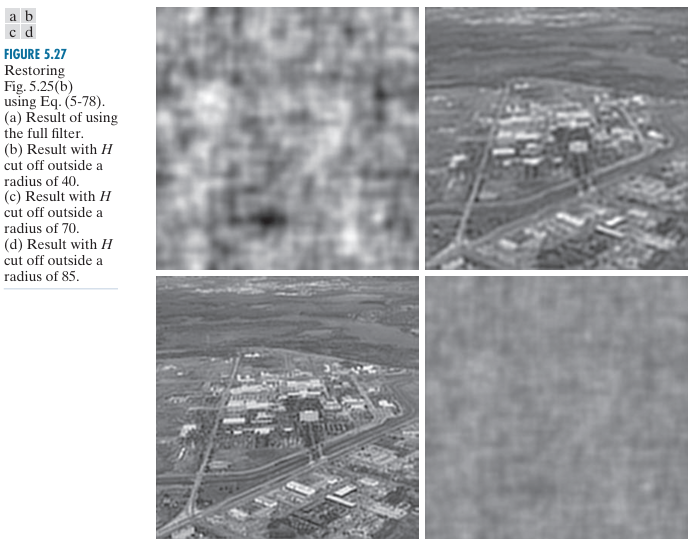 a b
c d
FIGURE 5.27
Restoring
Fig. 5.25(b)
using Eq. (5-78).
(a) Result of using
the full filter.
(b) Result with H
cut off outside a
radius of 40.
(c) Result with H
cut off outside a
radius of 70.
(d) Result with H
cut off outside a
radius of 85.